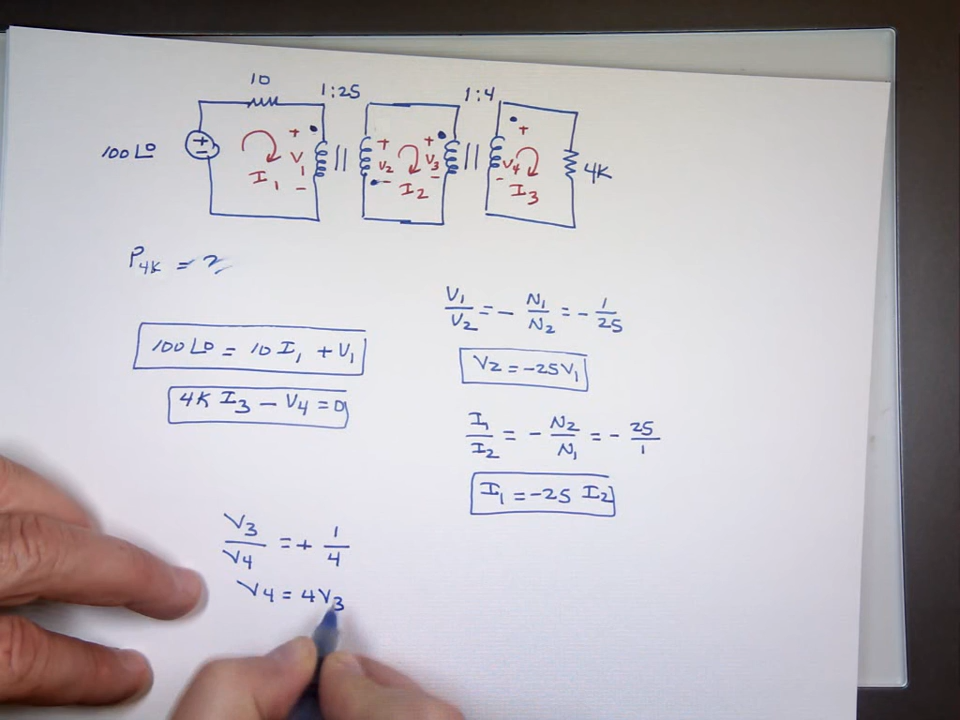 10
1:25
1:4
100∠0
+
V1
-
I1
+
V2
-
I2
+
V3
-
+
V4
-
I3
4K
P4K = ?
V1/V2 = - N1/N2 = - 1/25
100∠0 = 10 I1 + V1
V2 = -25V1
4K I3 - V4 = 0
I1/I2 = - N2/N1 = - 25/1
I1 = -25 I2
V3/V4 = + 1/4
V4 = 4V3